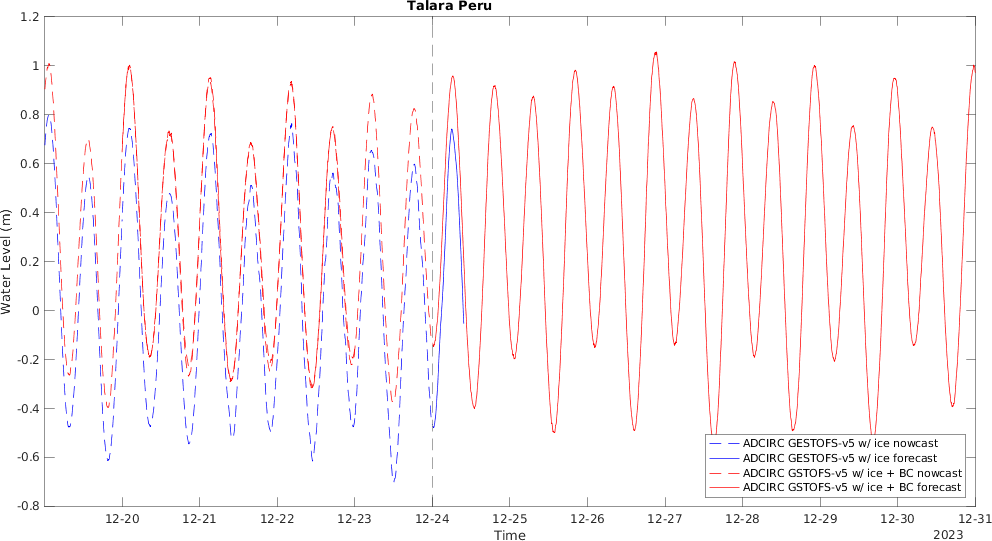 Talara Peru
Water Level (m)
1.2
1
0.8
0.6
0.4
0.2
0
-0.2
-0.4
-0.6
-0.8
ADCIRC GESTOFS-v5 w/ ice nowcast
ADCIRC GESTOFS-v5 w/ ice forecast
ADCIRC GSTOFS-v5 w/ ice + BC nowcast
ADCIRC GSTOFS-v5 w/ ice + BC forecast
12-20 12-21 12-22 12-23 12-24 12-25 12-26 12-27 12-28 12-29 12-30 12-31
Time
2023